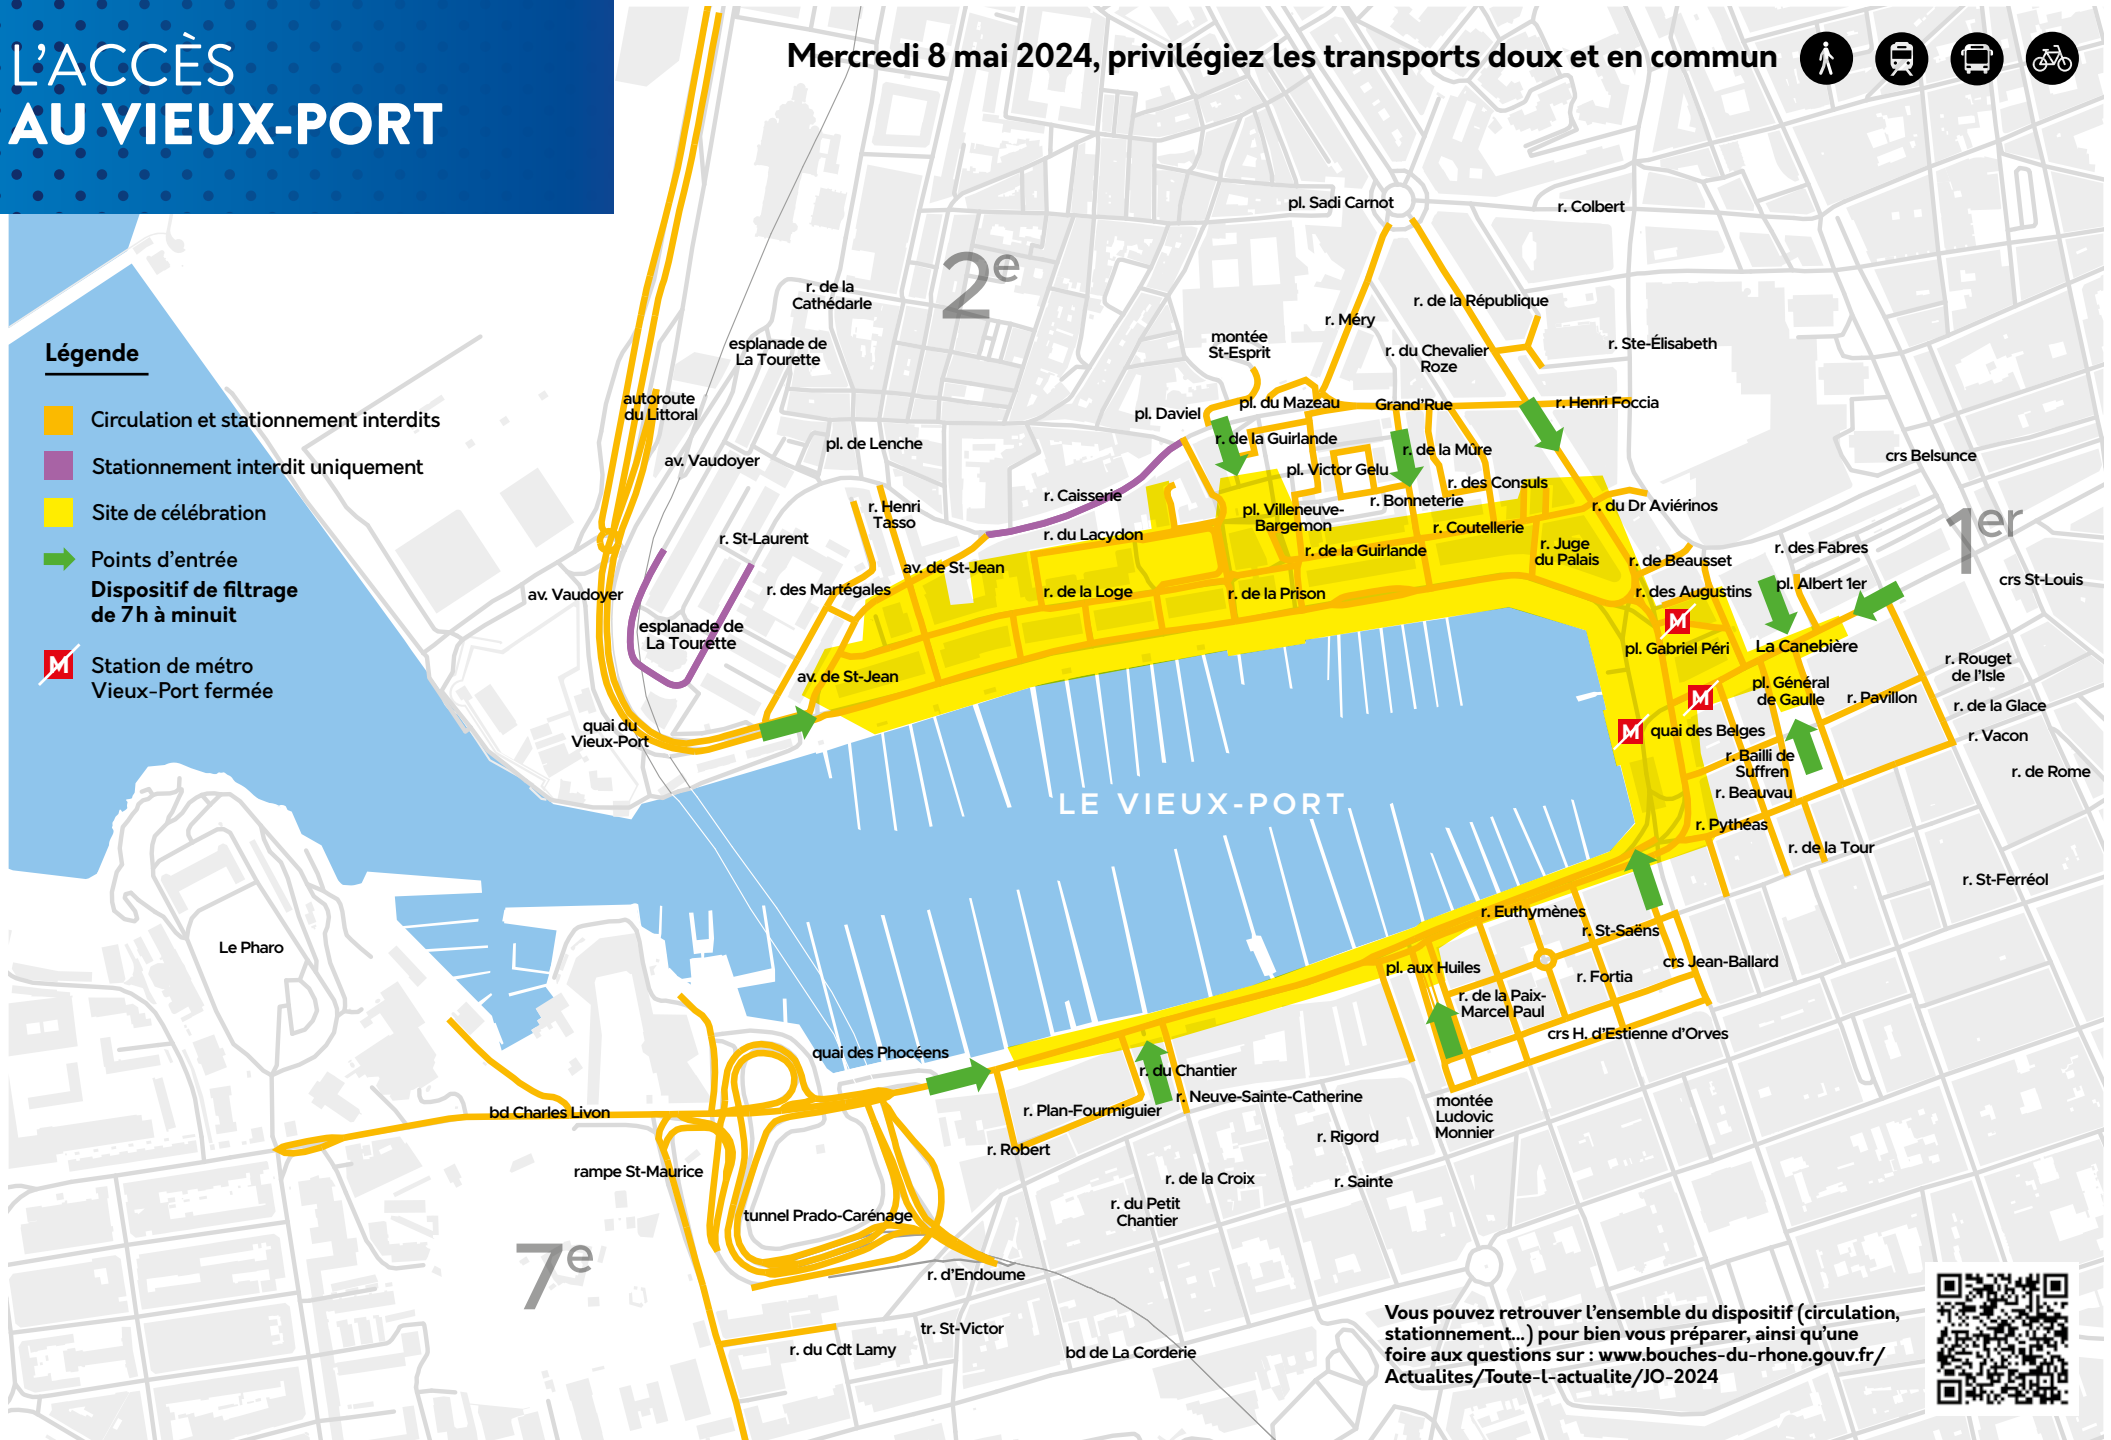 L'ACCÈS
AU VIEUX-PORT
Mercredi 8 mai 2024, privilégiez les transports doux et en commun
Légende
Circulation et stationnement interdits
Stationnement interdit uniquement
Site de célébration
Points d'entrée
Dispositif de filtrage
de 7h à minuit
M
Station de métro
Vieux-Port fermée
2e
1er
7e
pl. Sadi Carnot
r. Colbert
r. de la
Cathédarle
r. de la République
r. Méry
esplanade de
La Tourette
montée
St-Esprit
r. du Chevalier
Roze
r. Ste-Élisabeth
autoroute
du Littoral
pl. Daviel
pl. du Mazeau
Grand'Rue
r. Henri Foccia
pl. de Lenche
r. de la Guirlande
r. de la Mûre
crs Belsunce
av. Vaudoyer
pl. Victor Gelu
r. des Consuls
r. Caisserie
r. Bonneterie
r. Henri
Tasso
pl. Villeneuve-
Bargemon
r. du Dr Aviérinos
r. St-Laurent
r. du Lacydon
r. Coutellerie
r. de la Guirlande
r. Juge
du Palais
r. des Fabres
av. de St-Jean
r. de Beausset
pl. Albert 1er
crs St-Louis
av. Vaudoyer
r. des Martégales
r. de la Loge
r. de la Prison
r. des Augustins
M
esplanade de
La Tourette
pl. Gabriel Péri
La Canebière
r. Rouget
de l'Isle
av. de St-Jean
pl. Général
de Gaulle
r. Pavillon
M
r. de la Glace
quai du
Vieux-Port
M
quai des Belges
r. Vacon
r. Bailli de
Suffren
r. de Rome
r. Beauvau
LE VIEUX-PORT
r. Pythéas
r. de la Tour
r. St-Ferréol
r. Euthymènes
r. St-Saëns
Le Pharo
pl. aux Huiles
crs Jean-Ballard
r. Fortia
r. de la Paix-
Marcel Paul
crs H. d'Estienne d'Orves
quai des Phocéens
r. du Chantier
r. Neuve-Sainte-Catherine
bd Charles Livon
r. Plan-Fourmiguier
montée
Ludovic
Monnier
r. Rigord
r. Robert
rampe St-Maurice
r. de la Croix
r. Sainte
r. du Petit
Chantier
tunnel Prado-Carénage
r. d'Endoume
tr. St-Victor
r. du Cdt Lamy
bd de La Corderie
Vous pouvez retrouver l'ensemble du dispositif (circulation,
stationnement...) pour bien vous préparer, ainsi qu'une
foire aux questions sur : www.bouches-du-rhone.gouv.fr/
Actualites/Toute-l-actualite/JO-2024